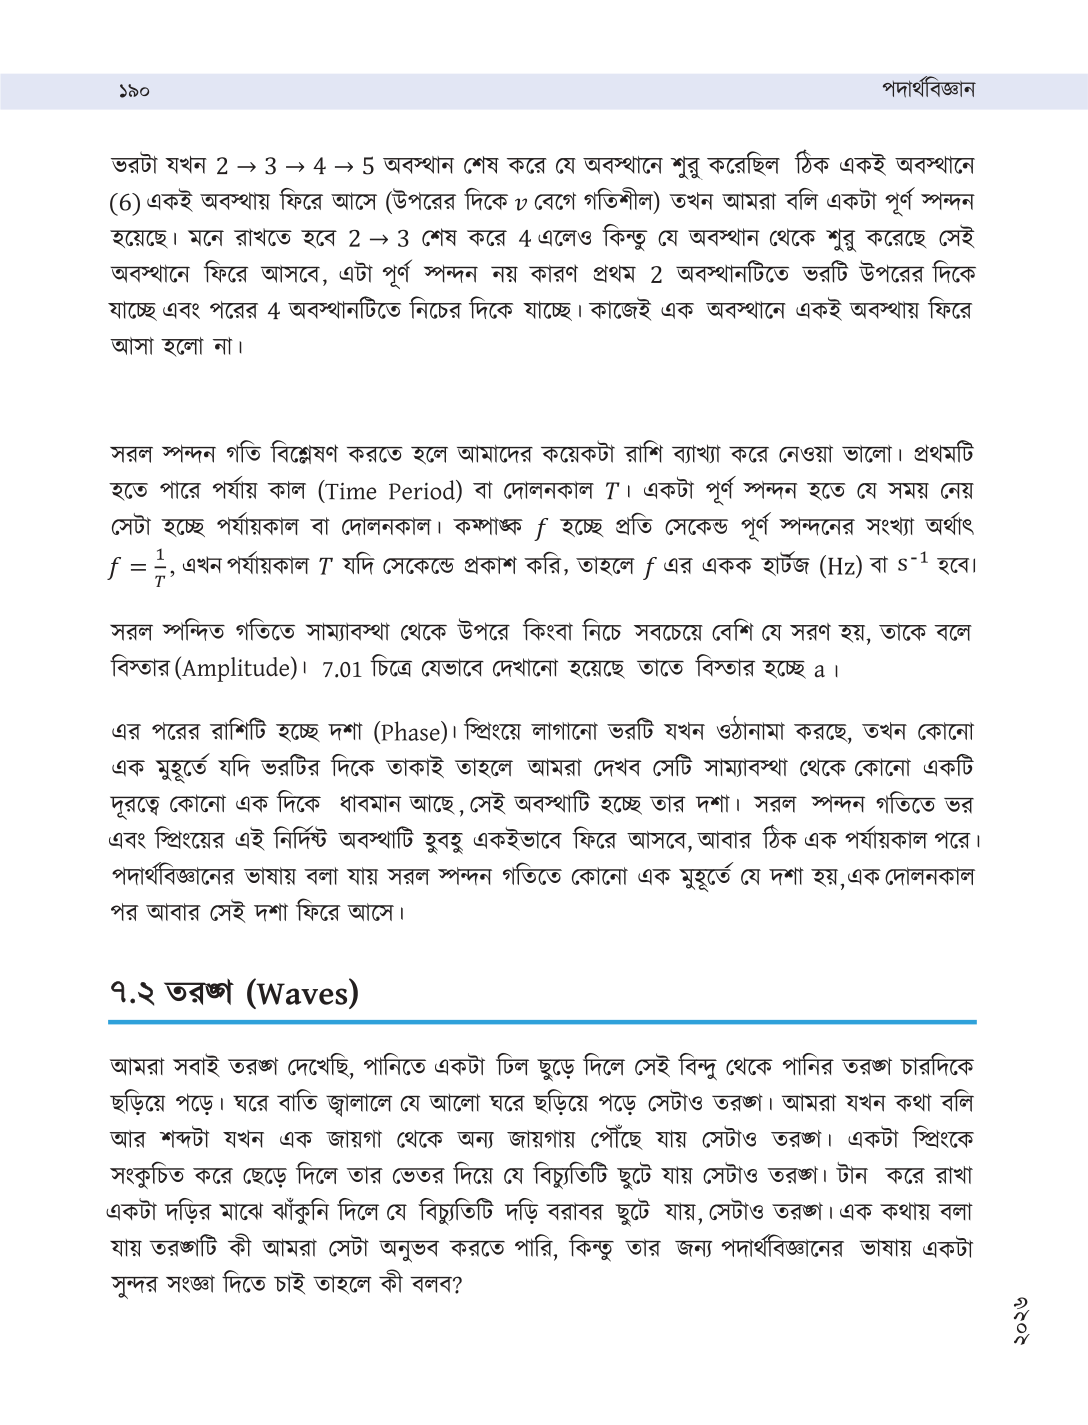 ১৯০ পদার্থবিজ্ঞান
ভরটা যখন 2 → 3 → 4 → 5 অবস্থান শেষ করে যে অবস্থানে শুরু করেছিল ঠিক একই অবস্থানে
(6) একই অবস্থায় ফিরে আসে (উপরের দিকে v বেগে গতিশীল) তখন আমরা বলি একটা পূর্ণ স্পন্দন
হয়েছে। মনে রাখতে হবে 2 → 3 শেষ করে 4 এলেও কিন্তু যে অবস্থান থেকে শুরু করেছে সেই
অবস্থানে ফিরে আসবে, এটা পূর্ণ স্পন্দন নয় কারণ প্রথম 2 অবস্থানটিতে ভরটি উপরের দিকে
যাচ্ছে এবং পরের 4 অবস্থানটিতে নিচের দিকে যাচ্ছে। কাজেই এক অবস্থানে একই অবস্থায় ফিরে
আসা হলো না।
সরল স্পন্দন গতি বিশ্লেষণ করতে হলে আমাদের কয়েকটা রাশি ব্যাখ্যা করে নেওয়া ভালো। প্রথমটি
হতে পারে পর্যায় কাল (Time Period) বা দোলনকাল T। একটা পূর্ণ স্পন্দন হতে যে সময় নেয়
সেটা হচ্ছে পর্যায়কাল বা দোলনকাল। কম্পাঙ্ক f হচ্ছে প্রতি সেকেন্ড পূর্ণ স্পন্দনের সংখ্যা অর্থাৎ
f = 1/T, এখন পর্যায়কাল T যদি সেকেন্ডে প্রকাশ করি, তাহলে f এর একক হার্টজ (Hz) বা s⁻¹ হবে।
সরল স্পন্দিত গতিতে সাম্যাবস্থা থেকে উপরে কিংবা নিচে সবচেয়ে বেশি যে সরণ হয়, তাকে বলে
বিস্তার (Amplitude)। 7.01 চিত্রে যেভাবে দেখানো হয়েছে তাতে বিস্তার হচ্ছে a ।
এর পরের রাশিটি হচ্ছে দশা (Phase)। স্প্রিংয়ে লাগানো ভরটি যখন ওঠানামা করছে, তখন কোনো
এক মুহূর্তে যদি ভরটির দিকে তাকাই তাহলে আমরা দেখব সেটি সাম্যাবস্থা থেকে কোনো একটি
দূরত্বে কোনো এক দিকে ধাবমান আছে, সেই অবস্থাটি হচ্ছে তার দশা। সরল স্পন্দন গতিতে ভর
এবং স্প্রিংয়ের এই নির্দিষ্ট অবস্থাটি হুবহু একইভাবে ফিরে আসবে, আবার ঠিক এক পর্যায়কাল পরে।
পদার্থবিজ্ঞানের ভাষায় বলা যায় সরল স্পন্দন গতিতে কোনো এক মুহূর্তে যে দশা হয়,এক দোলনকাল
পর আবার সেই দশা ফিরে আসে।
৭.২ তরঙ্গ (Waves)
আমরা সবাই তরঙ্গ দেখেছি, পানিতে একটা ঢিল ছুড়ে দিলে সেই বিন্দু থেকে পানির তরঙ্গ চারদিকে
ছড়িয়ে পড়ে। ঘরে বাতি জ্বালালে যে আলো ঘরে ছড়িয়ে পড়ে সেটাও তরঙ্গ। আমরা যখন কথা বলি
আর শব্দটা যখন এক জায়গা থেকে অন্য জায়গায় পৌঁছে যায় সেটাও তরঙ্গ। একটা স্প্রিংকে
সংকুচিত করে ছেড়ে দিলে তার ভেতর দিয়ে যে বিচ্যুতিটি ছুটে যায় সেটাও তরঙ্গ। টান করে রাখা
একটা দড়ির মাঝে ঝাঁকুনি দিলে যে বিচ্যুতিটি দড়ি বরাবর ছুটে যায়, সেটাও তরঙ্গ। এক কথায় বলা
যায় তরঙ্গটি কী আমরা সেটা অনুভব করতে পারি, কিন্তু তার জন্য পদার্থবিজ্ঞানের ভাষায় একটা
সুন্দর সংজ্ঞা দিতে চাই তাহলে কী বলব?
২০২৬